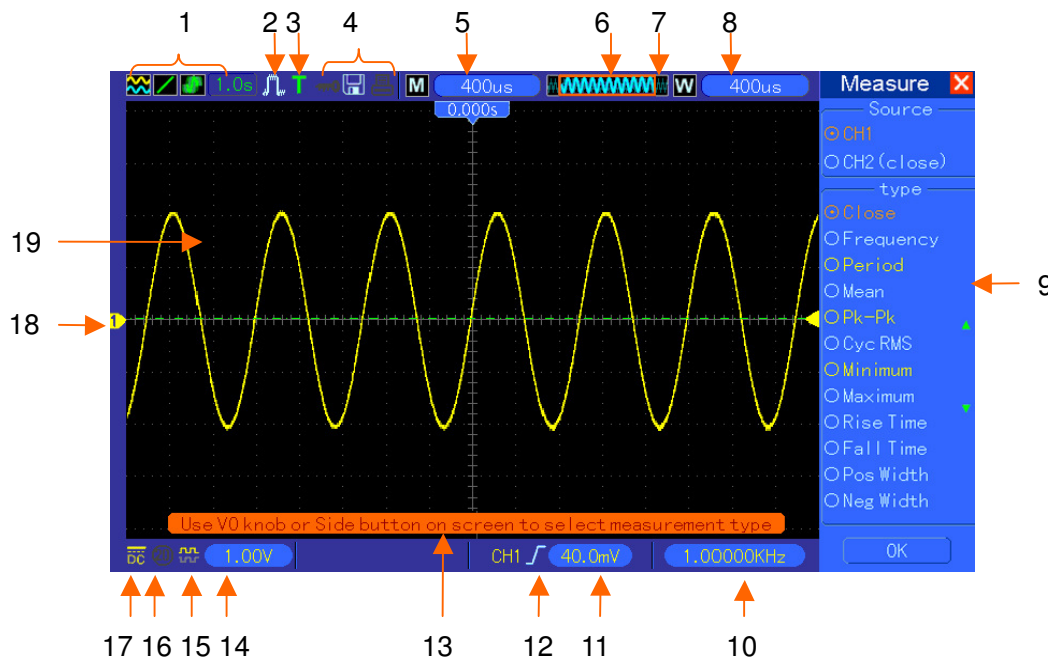 1 2 3 4 5 6 7 8
1.0s T M 400us W 400us
0.000s
Measure X
Source
CH1
CH2(close)
type
Close
Frequency
Period
Mean
Pk-Pk
Cyc RMS
Minimum
Maximum
Rise Time
Fall Time
Pos Width
Neg Width
OK
19
18
1
9
Use V0 knob or Side button on screen to select measurement type
DC 1.00V CH1 40.0mV 1.00000KHz
17 16 15 14 13 12 11 10